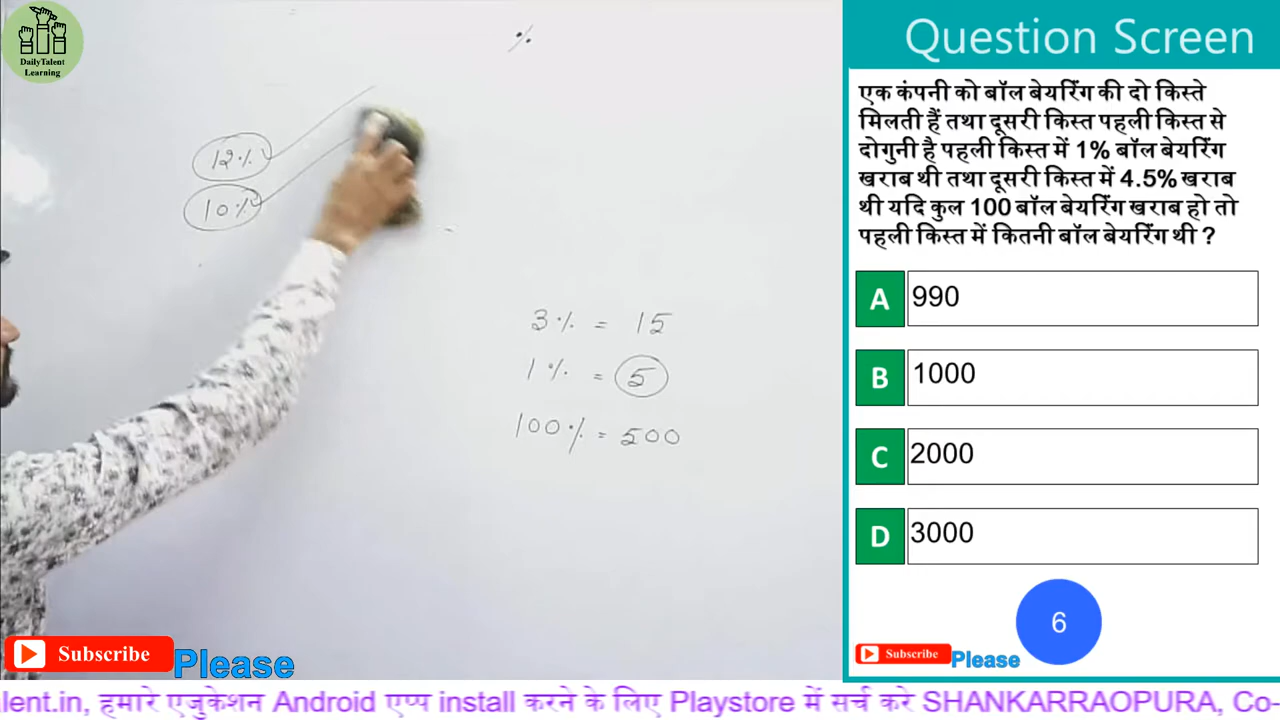 DailyTalent
Learning
%
12%
10%
3% = 15
1% = 5
100% = 500
Question Screen
एक कंपनी को बॉल बेयरिंग की दो किस्ते
मिलती हैं तथा दूसरी किस्त पहली किस्त से
दोगुनी है पहली किस्त में 1% बॉल बेयरिंग
खराब थी तथा दूसरी किस्त में 4.5% खराब
थी यदि कुल 100 बॉल बेयरिंग खराब हो तो
पहली किस्त में कितनी बॉल बेयरिंग थी ?
A 990
B 1000
C 2000
D 3000
6
Subscribe Please
Subscribe Please
lent.in, हमारे एजुकेशन Android एप्प install करने के लिए Playstore में सर्च करे SHANKARRAOPURA, Co-